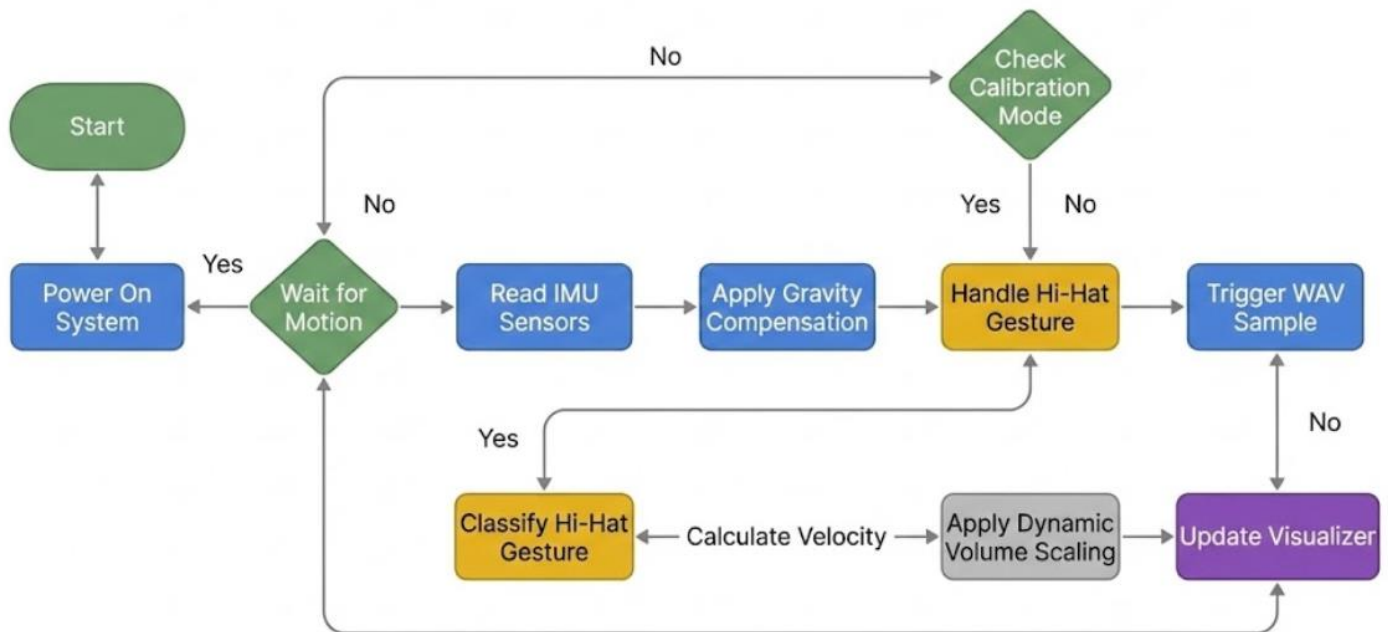 No
Check
Calibration
Mode
Start
No
Yes
No
Yes
Power On
System
Wait for
Motion
Read IMU
Sensors
Apply Gravity
Compensation
Handle Hi-Hat
Gesture
Trigger WAV
Sample
Yes
No
Classify Hi-Hat
Gesture
Calculate Velocity
Apply Dynamic
Volume Scaling
Update Visualizer